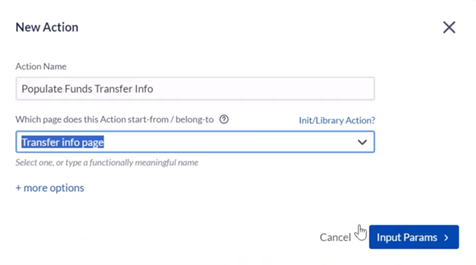 New Action
Action Name
Populate Funds Transfer Info
Which page does this Action start-from / belong-to
Init/Library Action?
Transfer info page
Select one, or type a functionally meaningful name
+ more options
Cancel
Input Params